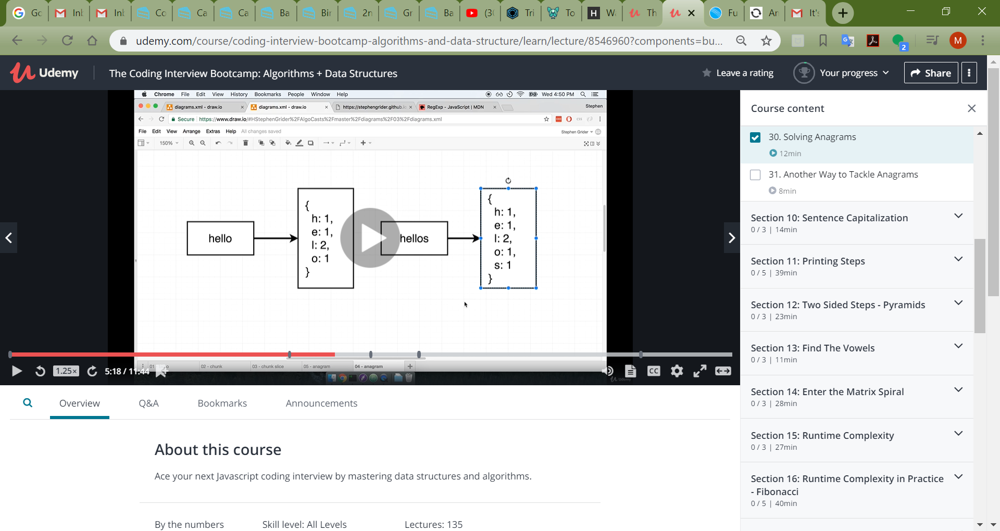 Gc Int Int Co Ca Ca Ba Bir 2n Gr Ba (3( Tri To H Wa Th Fu An It's
udemy.com/course/coding-interview-bootcamp-algorithms-and-data-structure/learn/lecture/8546960?components=bu...
2
M
Udemy
The Coding Interview Bootcamp: Algorithms + Data Structures
Leave a rating
Your progress
Share
Chrome File Edit View History Bookmarks People Window Help
Wed 4:50 PM
diagrams.xml - draw.io
diagrams.xml - draw.io
https://stephengrider.github.io
RegExp - JavaScript | MDN
Stephen
Secure https://www.draw.io/#HStephenGrider%2FAlgoCasts%2Fmaster%2Fdiagrams%2F03%2Fdiagrams.xml
File Edit View Arrange Extras Help All changes saved
Stephen Grider
150%
hello
{
h: 1,
e: 1,
l: 2,
o: 1
}
hellos
{
h: 1,
e: 1,
l: 2,
o: 1,
s: 1
}
01
02 - chunk
03 - chunk slice
05 - anagram
04 - anagram
1.25×
5:18 / 11:44
CC
Udemy
Course content
30. Solving Anagrams
12min
31. Another Way to Tackle Anagrams
8min
Section 10: Sentence Capitalization
0 / 3 | 14min
Section 11: Printing Steps
0 / 5 | 39min
Section 12: Two Sided Steps - Pyramids
0 / 3 | 23min
Section 13: Find The Vowels
0 / 3 | 11min
Section 14: Enter the Matrix Spiral
0 / 3 | 28min
Section 15: Runtime Complexity
0 / 3 | 27min
Section 16: Runtime Complexity in Practice
- Fibonacci
0 / 5 | 40min
Overview
Q&A
Bookmarks
Announcements
About this course
Ace your next Javascript coding interview by mastering data structures and algorithms.
By the numbers
Skill level: All Levels
Lectures: 135